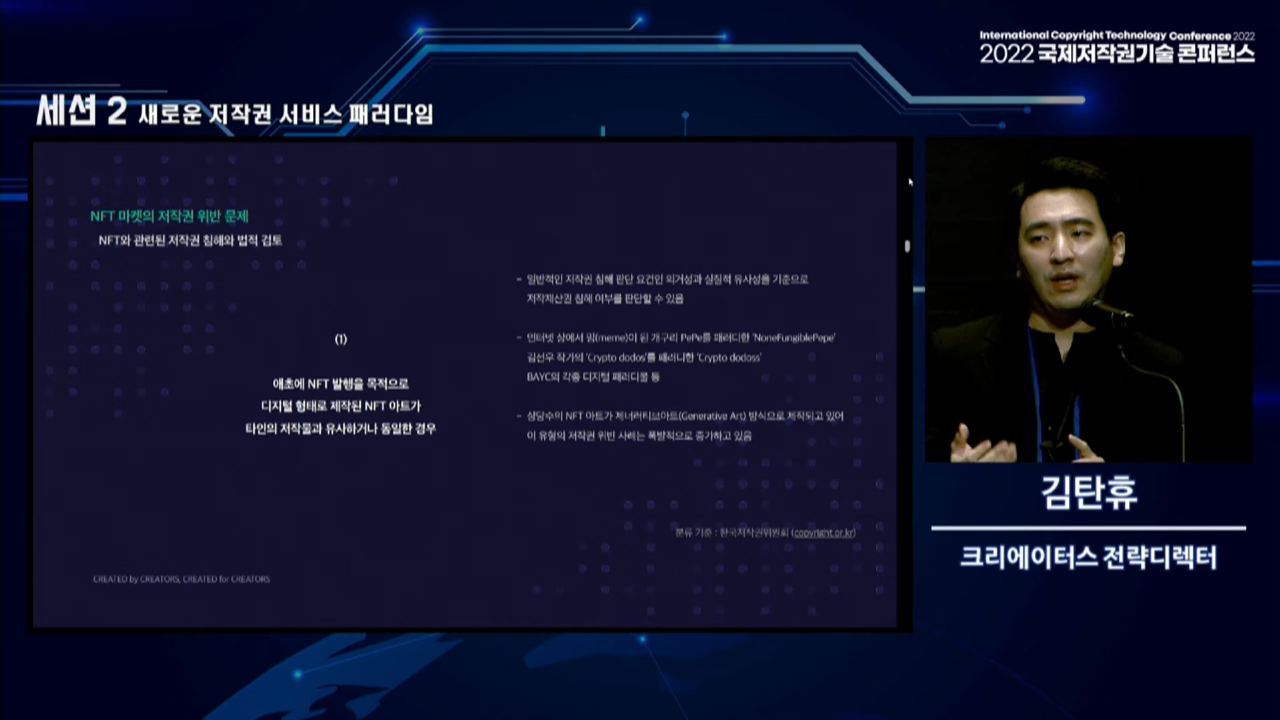 International Copyright Technology Conference 2022
2022 국제저작권기술 콘퍼런스
세션 2 새로운 저작권 서비스 패러다임
NFT 마켓의 저작권 위반 문제
NFT와 관련된 저작권 침해와 법적 검토
(1)
애초에 NFT 발행을 목적으로
디지털 형태로 제작된 NFT 아트가
타인의 저작물과 유사하거나 동일한 경우
- 일반적인 저작권 침해 판단 요건인 의거성과 실질적 유사성을 기준으로
저작재산권 침해 여부를 판단할 수 있음
- 인터넷 상에서 밈(meme)이 된 개구리 PePe를 패러디한 'NoneFungiblePepe'
김선우 작가의 'Crypto dodos'를 패러디한 'Crypto dodoss'
BAYC의 각종 디지털 패러디물 등
- 상당수의 NFT 아트가 제너러티브아트(Generative Art) 방식으로 제작되고 있어
이 유형의 저작권 위반 사례는 폭발적으로 증가하고 있음
분류 기준 : 한국저작권위원회 (copyright.or.kr)
CREATED by CREATORS, CREATED for CREATORS
김탄휴
크리에이터스 전략디렉터